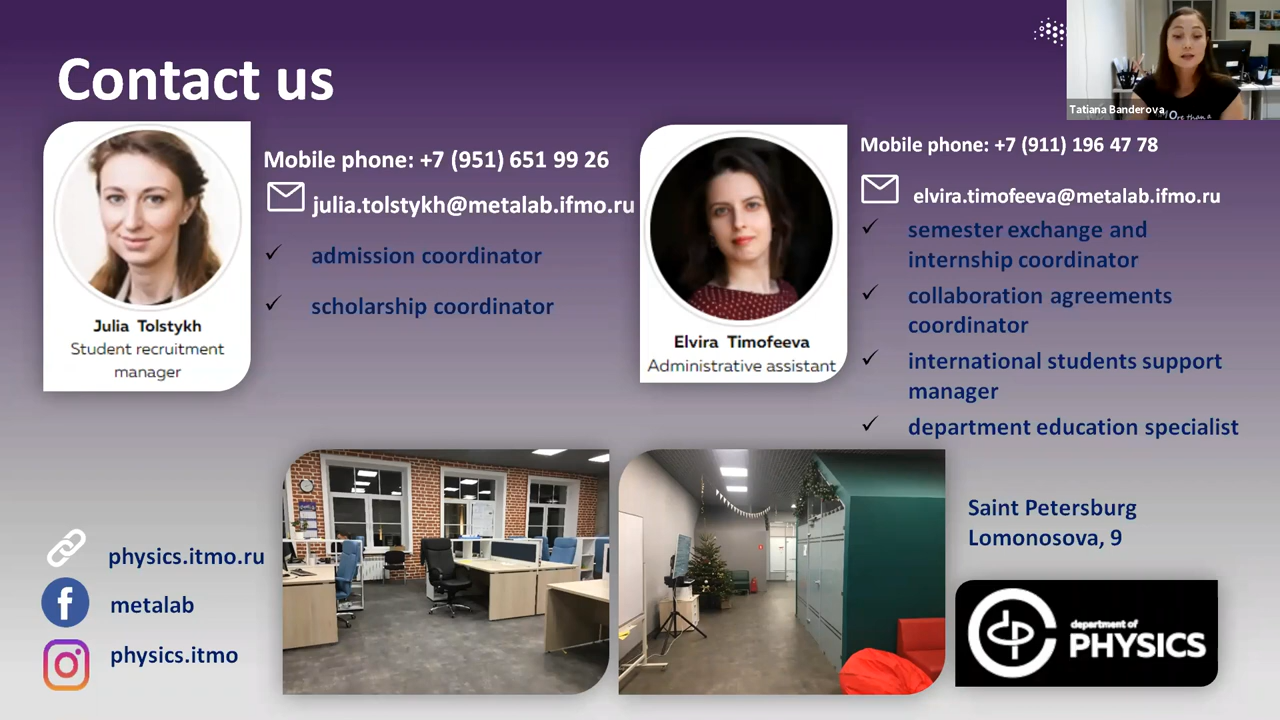 Contact us
Tatiana Banderova
Julia Tolstykh
Student recruitment
manager
Mobile phone: +7 (951) 651 99 26
julia.tolstykh@metalab.ifmo.ru
admission coordinator
scholarship coordinator
Elvira Timofeeva
Administrative assistant
Mobile phone: +7 (911) 196 47 78
elvira.timofeeva@metalab.ifmo.ru
semester exchange and
internship coordinator
collaboration agreements
coordinator
international students support
manager
department education specialist
physics.itmo.ru
metalab
physics.itmo
Saint Petersburg
Lomonosova, 9
department of
PHYSICS